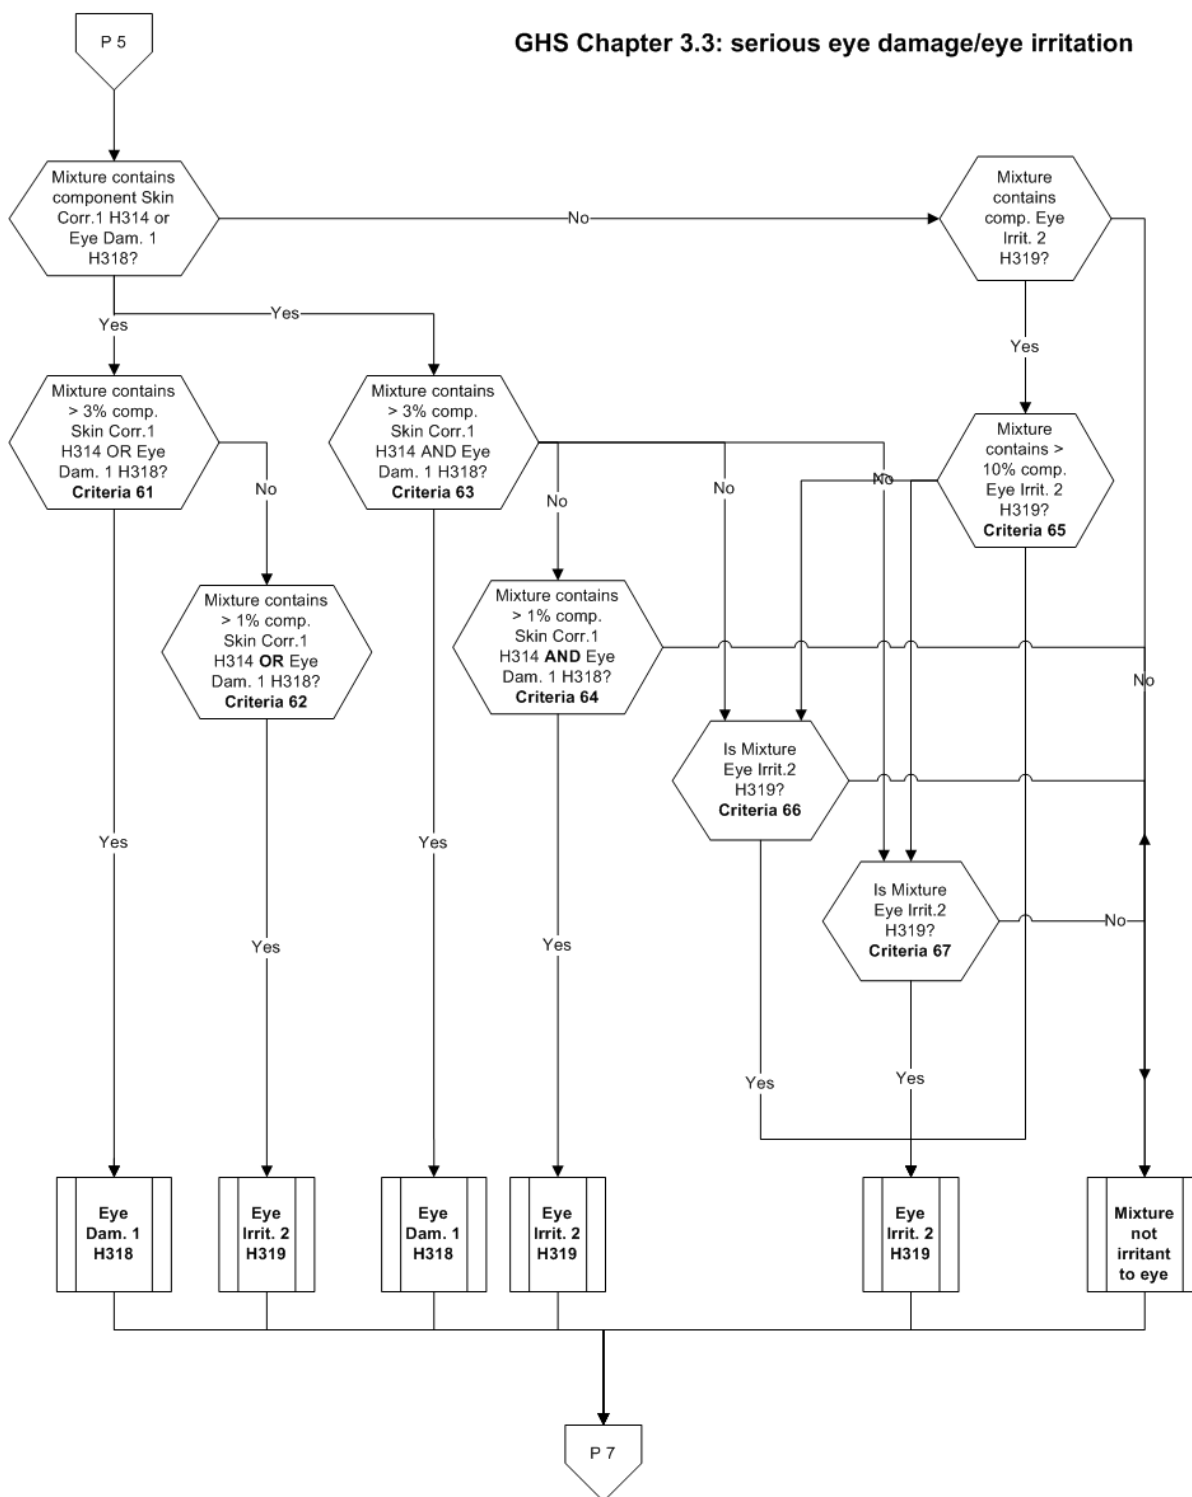 P 5
GHS Chapter 3.3: serious eye damage/eye irritation
Mixture contains
component Skin
Corr.1 H314 or
Eye Dam. 1
H318?
No
Mixture
contains
comp. Eye
Irrit. 2
H319?
Yes
Yes
Yes
Mixture contains
> 3% comp.
Skin Corr.1
H314 OR Eye
Dam. 1 H318?
Criteria 61
No
Mixture contains
> 3% comp.
Skin Corr.1
H314 AND Eye
Dam. 1 H318?
Criteria 63
No
No
No
No
Mixture
contains >
10% comp.
Eye Irrit. 2
H319?
Criteria 65
Mixture contains
> 1% comp.
Skin Corr.1
H314 OR Eye
Dam. 1 H318?
Criteria 62
Mixture contains
> 1% comp.
Skin Corr.1
H314 AND Eye
Dam. 1 H318?
Criteria 64
No
Is Mixture
Eye Irrit.2
H319?
Criteria 66
Yes
Yes
Is Mixture
Eye Irrit.2
H319?
Criteria 67
No
Yes
Yes
Yes
Yes
Eye
Dam. 1
H318
Eye
Irrit. 2
H319
Eye
Dam. 1
H318
Eye
Irrit. 2
H319
Eye
Irrit. 2
H319
Mixture
not
irritant
to eye
P 7